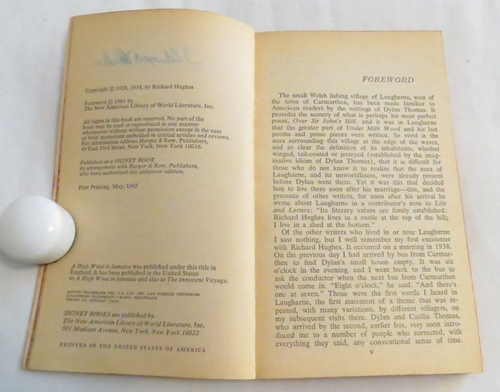 Copyright © 1928, 1956, by Richard Hughes
Foreword © 1961 by
The New American Library of World Literature, Inc.
All rights in this book are reserved. No part of the
book may be used or reproduced in any manner
whatsoever without written permission except in the case
of brief quotations embodied in critical articles and reviews.
For information address Harper & Row, Publishers,
49 East 33rd Street, New York, New York 10016
Published as a SIGNET BOOK
by arrangement with Harper & Row, Publishers,
who have authorized this softcover edition.
First Printing, May, 1961
A High Wind in Jamaica was published under this title in
England. It has been published in the United States
as A High Wind in Jamaica and also as The Innocent Voyage.
SIGNET TRADEMARK REG. U.S. PAT. OFF. AND FOREIGN COUNTRIES
REGISTERED TRADEMARK—MARCA REGISTRADA
HECHO EN CHICAGO, U.S.A.
SIGNET BOOKS are published by
The New American Library of World Literature, Inc.
501 Madison Avenue, New York, New York 10022
PRINTED IN THE UNITED STATES OF AMERICA
FOREWORD
The small Welsh fishing village of Laugharne, west of
the town of Carmarthen, has been made familiar to
American readers by the writings of Dylan Thomas. It
provides the scenery of what is perhaps his most perfect
poem, Over Sir John's Hill, and it was in Laugharne
that the greater part of Under Milk Wood and his last
poems and prose pieces were written. So vivid is the
aura surrounding this village at the edge of the waves,
and so clear the definition of its inhabitants, whether
winged, tail-coated or jerseyed (established by the imag-
inative idiom of Dylan Thomas), that it is difficult for
those who do not know it to realize that the aura of
Laugharne, and its unworldliness, were already present
before Dylan went there. Yet it was this that decided
him to live there soon after his marriage—this, and the
presence of other writers, for soon after his arrival he
wrote about Laugharne in a contributor's note to Life
and Letters: "Its literary values are firmly established:
Richard Hughes lives in a castle at the top of the hill;
I live in a shed at the bottom."
Of the other writers who lived in or near Laugharne
I saw nothing, but I well remember my first encounter
with Richard Hughes. It occurred on a morning in 1938.
On the previous day I had arrived by bus from Carmar-
then to find Dylan's small house empty. It was six
o'clock in the evening, and I went back to the bus to
ask the conductor when the next bus from Carmarthen
would come in. "Eight o'clock," he said. "And there's
one at seven." Those were the first words I heard in
Laugharne, the first statement of a theme that was re-
peated, with many variations, by different villagers, on
my subsequent visits there. Dylan and Caitlin Thomas,
who arrived by the second, earlier bus, very soon intro-
duced me to a number of people who corrected, with
everything they said, any conventional sense of time.
v